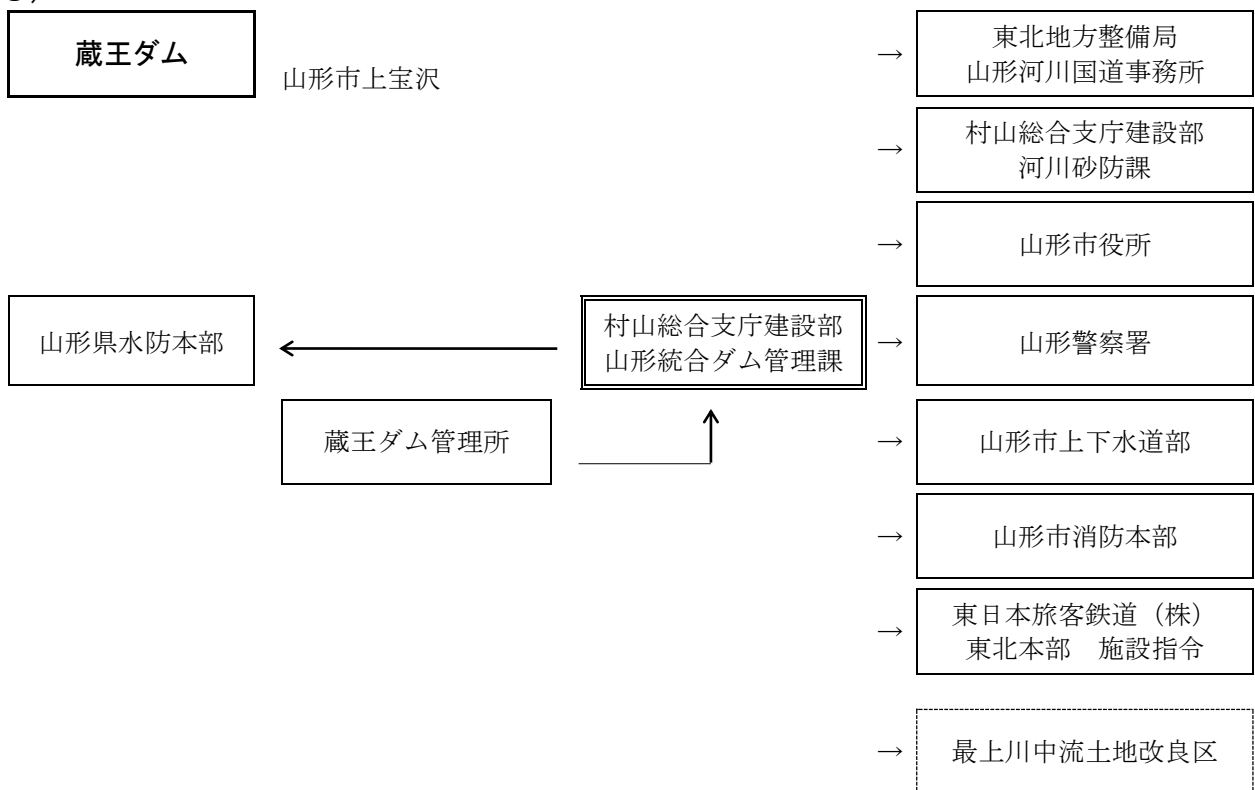 蔵王ダム
山形市上宝沢
→
東北地方整備局
山形河川国道事務所
→
村山総合支庁建設部
河川砂防課
→
山形市役所
山形県水防本部
村山総合支庁建設部
山形統合ダム管理課
→
山形警察署
蔵王ダム管理所
→
山形市上下水道部
→
山形市消防本部
→
東日本旅客鉄道（株）
東北本部　施設指令
→
最上川中流土地改良区